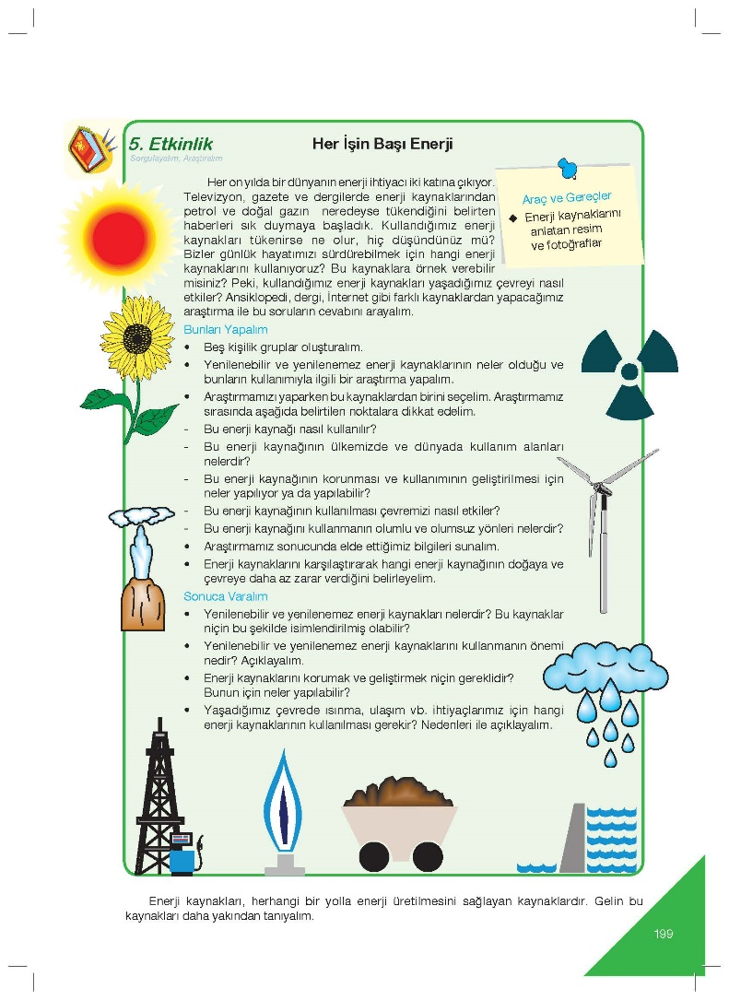 5. Etkinlik
Her İşin Başı Enerji
Sorgulayalım, Araştıralım
Her on yılda bir dünyanın enerji ihtiyacı iki katına çıkıyor.
Televizyon, gazete ve dergilerde enerji kaynaklarından
petrol ve doğal gazın neredeyse tükendiğini belirten
haberleri sık duymaya başladık. Kullandığımız enerji
kaynakları tükenirse ne olur, hiç düşündünüz mü?
Bizler günlük hayatımızı sürdürebilmek için hangi enerji
kaynaklarını kullanıyoruz? Bu kaynaklara örnek verebilir
misiniz? Peki, kullandığımız enerji kaynakları yaşadığımız çevreyi nasıl
etkiler? Ansiklopedi, dergi, İnternet gibi farklı kaynaklardan yapacağımız
araştırma ile bu soruların cevabını arayalım.
Araç ve Gereçler
◆ Enerji kaynaklarını
anlatan resim
ve fotoğraflar
Bunları Yapalım
• Beş kişilik gruplar oluşturalım.
• Yenilenebilir ve yenilenemez enerji kaynaklarının neler olduğu ve
bunların kullanımıyla ilgili bir araştırma yapalım.
• Araştırmamızı yaparken bu kaynaklardan birini seçelim. Araştırmamız
sırasında aşağıda belirtilen noktalara dikkat edelim.
- Bu enerji kaynağı nasıl kullanılır?
- Bu enerji kaynağının ülkemizde ve dünyada kullanım alanları
nelerdir?
- Bu enerji kaynağının korunması ve kullanımının geliştirilmesi için
neler yapılıyor ya da yapılabilir?
- Bu enerji kaynağının kullanılması çevremizi nasıl etkiler?
- Bu enerji kaynağını kullanmanın olumlu ve olumsuz yönleri nelerdir?
• Araştırmamız sonucunda elde ettiğimiz bilgileri sunalım.
• Enerji kaynaklarını karşılaştırarak hangi enerji kaynağının doğaya ve
çevreye daha az zarar verdiğini belirleyelim.
Sonuca Varalım
• Yenilenebilir ve yenilenemez enerji kaynakları nelerdir? Bu kaynaklar
niçin bu şekilde isimlendirilmiş olabilir?
• Yenilenebilir ve yenilenemez enerji kaynaklarını kullanmanın önemi
nedir? Açıklayalım.
• Enerji kaynaklarını korumak ve geliştirmek niçin gereklidir?
Bunun için neler yapılabilir?
• Yaşadığımız çevrede ısınma, ulaşım vb. ihtiyaçlarımız için hangi
enerji kaynaklarının kullanılması gerekir? Nedenleri ile açıklayalım.
Enerji kaynakları, herhangi bir yolla enerji üretilmesini sağlayan kaynaklardır. Gelin bu
kaynakları daha yakından tanıyalım.
199